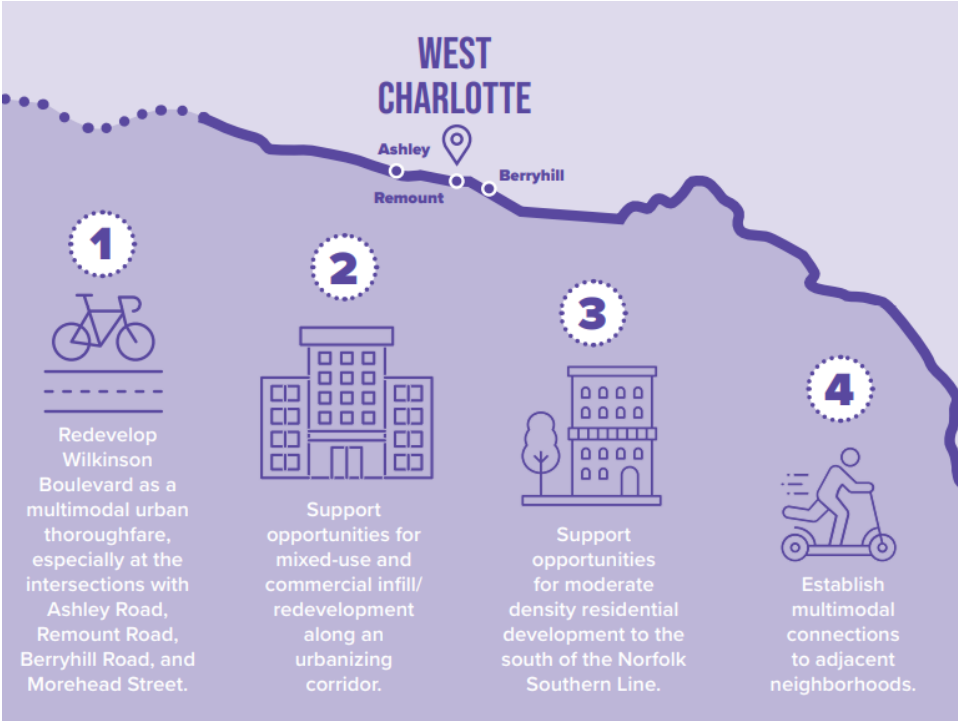 WEST
CHARLOTTE
Ashley
Remount
Berryhill
1
Redevelop
Wilkinson
Boulevard as a
multimodal urban
thoroughfare,
especially at the
intersections with
Ashley Road,
Remount Road,
Berryhill Road, and
Morehead Street.
2
Support
opportunities for
mixed-use and
commercial infill/
redevelopment
along an
urbanizing
corridor.
3
Support
opportunities
for moderate
density residential
development to the
south of the Norfolk
Southern Line.
4
Establish
multimodal
connections
to adjacent
neighborhoods.